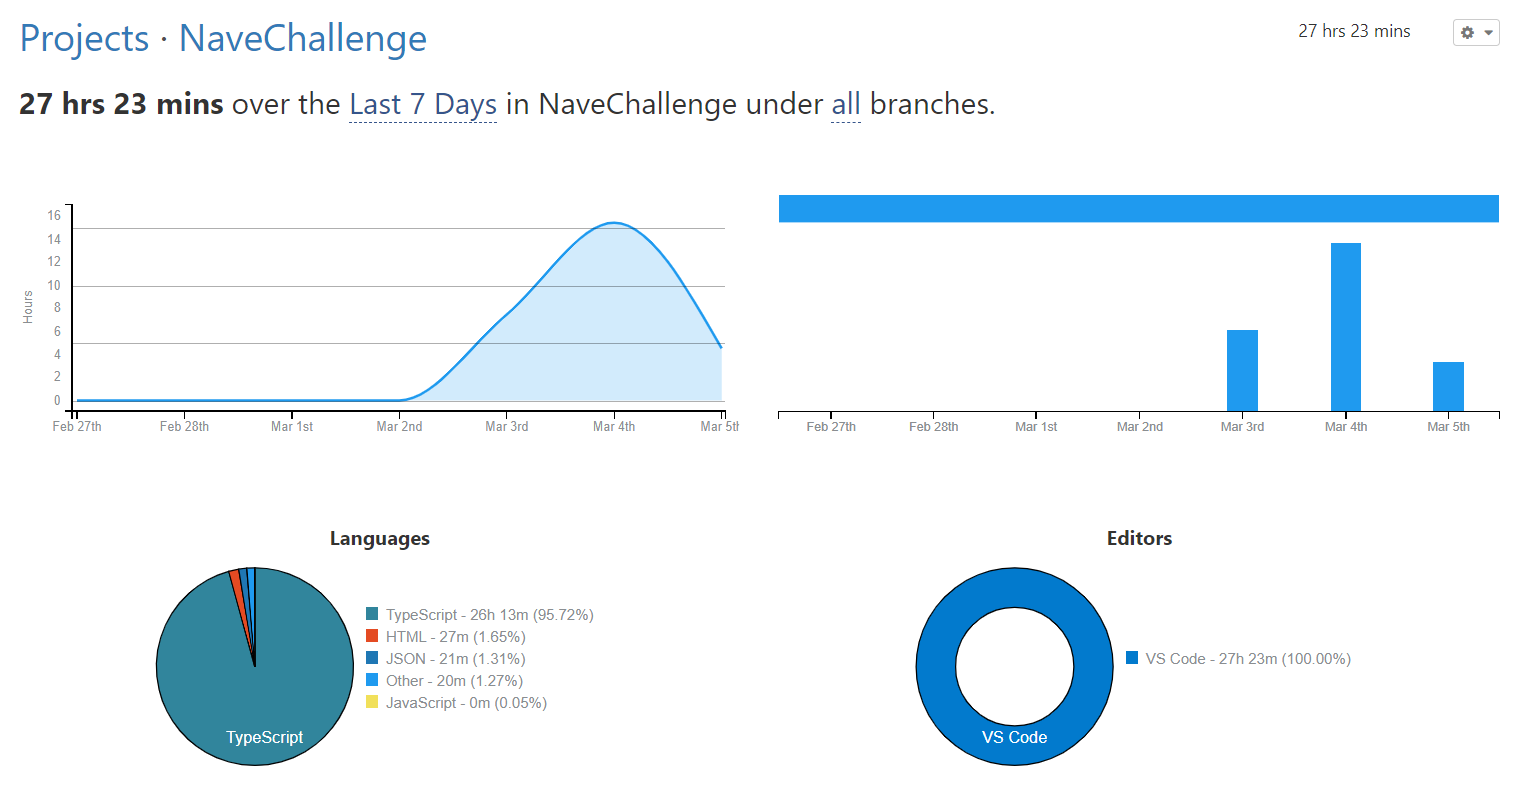 Projects · NaveChallenge
27 hrs 23 mins
27 hrs 23 mins over the Last 7 Days in NaveChallenge under all branches.
Hours
16
14
12
10
8
6
4
2
0
Feb 27th Feb 28th Mar 1st Mar 2nd Mar 3rd Mar 4th Mar 5th
Feb 27th Feb 28th Mar 1st Mar 2nd Mar 3rd Mar 4th Mar 5th
Languages
TypeScript
TypeScript - 26h 13m (95.72%)
HTML - 27m (1.65%)
JSON - 21m (1.31%)
Other - 20m (1.27%)
JavaScript - 0m (0.05%)
Editors
VS Code
VS Code - 27h 23m (100.00%)